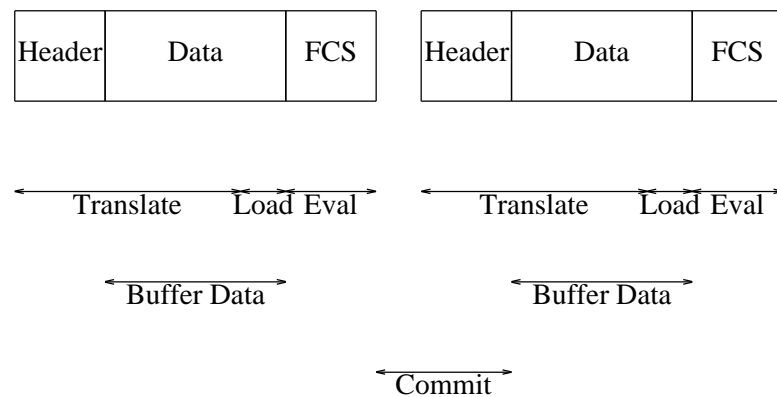 Header Data FCS Header Data FCS
Translate Load Eval Translate Load Eval
Buffer Data Buffer Data
Commit